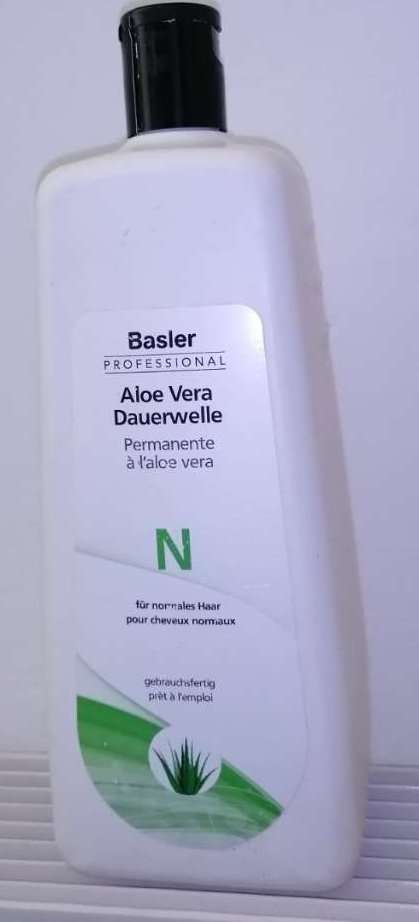 Basler
PROFESSIONAL
Aloe Vera
Dauerwelle
Permanente
à l'aloe vera
N
für normales Haar
pour cheveux normaux
gebrauchsfertig
prêt à l'emploi